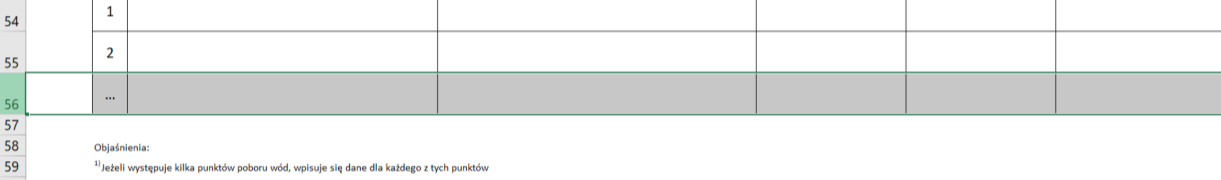 54 1
55 2
56 ...
57
58 Objaśnienia:
59 1) Jeżeli występuje kilka punktów poboru wód, wpisuje się dane dla każdego z tych punktów